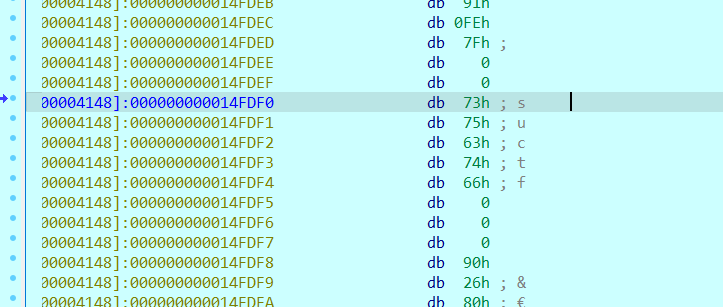 00004148]:000000000014FDEB db 91h
00004148]:000000000014FDEC db 0FEh
00004148]:000000000014FDED db 7Fh ;
00004148]:000000000014FDEE db 0
00004148]:000000000014FDEF db 0
00004148]:000000000014FDF0 db 73h ; s
00004148]:000000000014FDF1 db 75h ; u
00004148]:000000000014FDF2 db 63h ; c
00004148]:000000000014FDF3 db 74h ; t
00004148]:000000000014FDF4 db 66h ; f
00004148]:000000000014FDF5 db 0
00004148]:000000000014FDF6 db 0
00004148]:000000000014FDF7 db 0
00004148]:000000000014FDF8 db 90h
00004148]:000000000014FDF9 db 26h ; &
00004148]:000000000014FDFA db 80h ; €